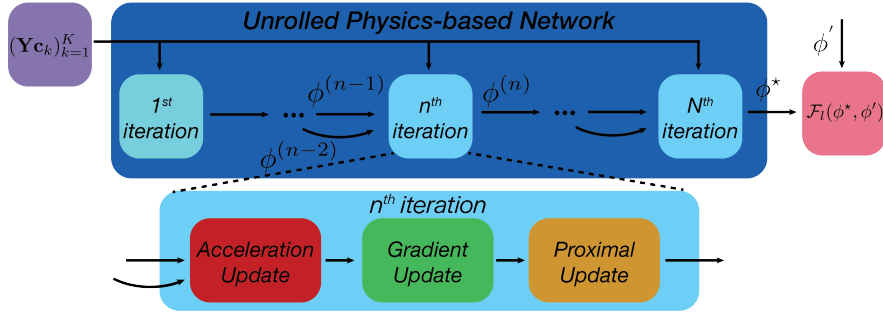 Unrolled Physics-based Network
(Yc_k)_{k=1}^K
1st
iteration
...
ϕ^(n−1)
ϕ^(n−2)
nth
iteration
ϕ^(n)
...
Nth
iteration
ϕ⋆
ϕ′
ℱ_l(ϕ⋆, ϕ′)
nth iteration
Acceleration
Update
Gradient
Update
Proximal
Update